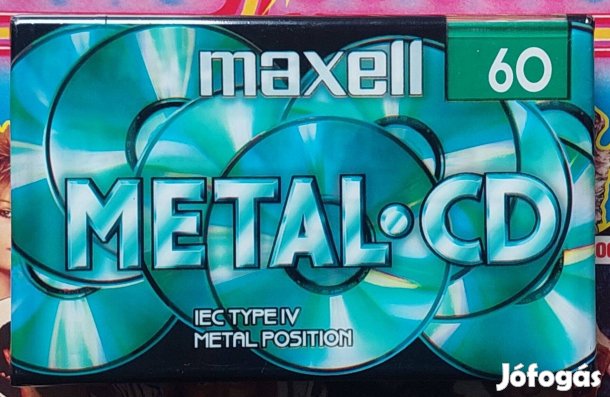 maxell
60
METAL·CD
IEC TYPE IV
METAL POSITION
Jófogás